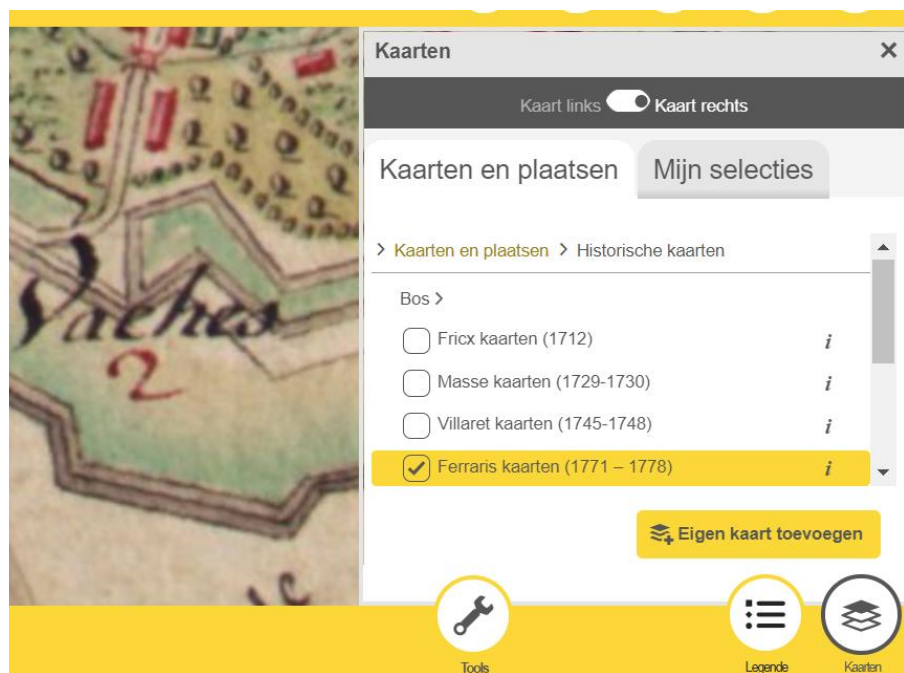 Kaarten
Kaart links Kaart rechts
Kaarten en plaatsen Mijn selecties
> Kaarten en plaatsen > Historische kaarten
Bos >
Fricx kaarten (1712) i
Masse kaarten (1729-1730) i
Villaret kaarten (1745-1748) i
Ferraris kaarten (1771 – 1778) i
Eigen kaart toevoegen
Vaches
2
Tools
Legende
Kaarten